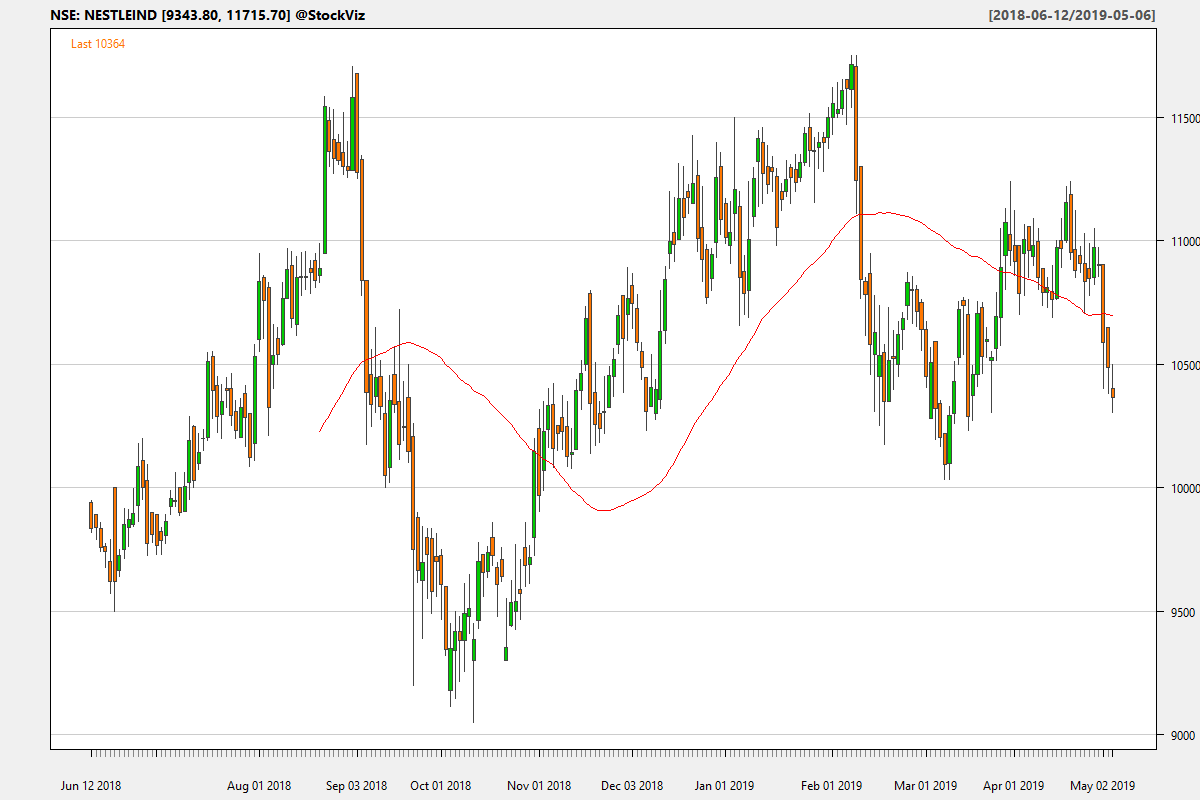 NSE: NESTLEIND [9343.80, 11715.70] @StockViz
[2018-06-12/2019-05-06]
Last 10364
11500
11000
10500
10000
9500
9000
Jun 12 2018
Aug 01 2018
Sep 03 2018
Oct 01 2018
Nov 01 2018
Dec 03 2018
Jan 01 2019
Feb 01 2019
Mar 01 2019
Apr 01 2019
May 02 2019